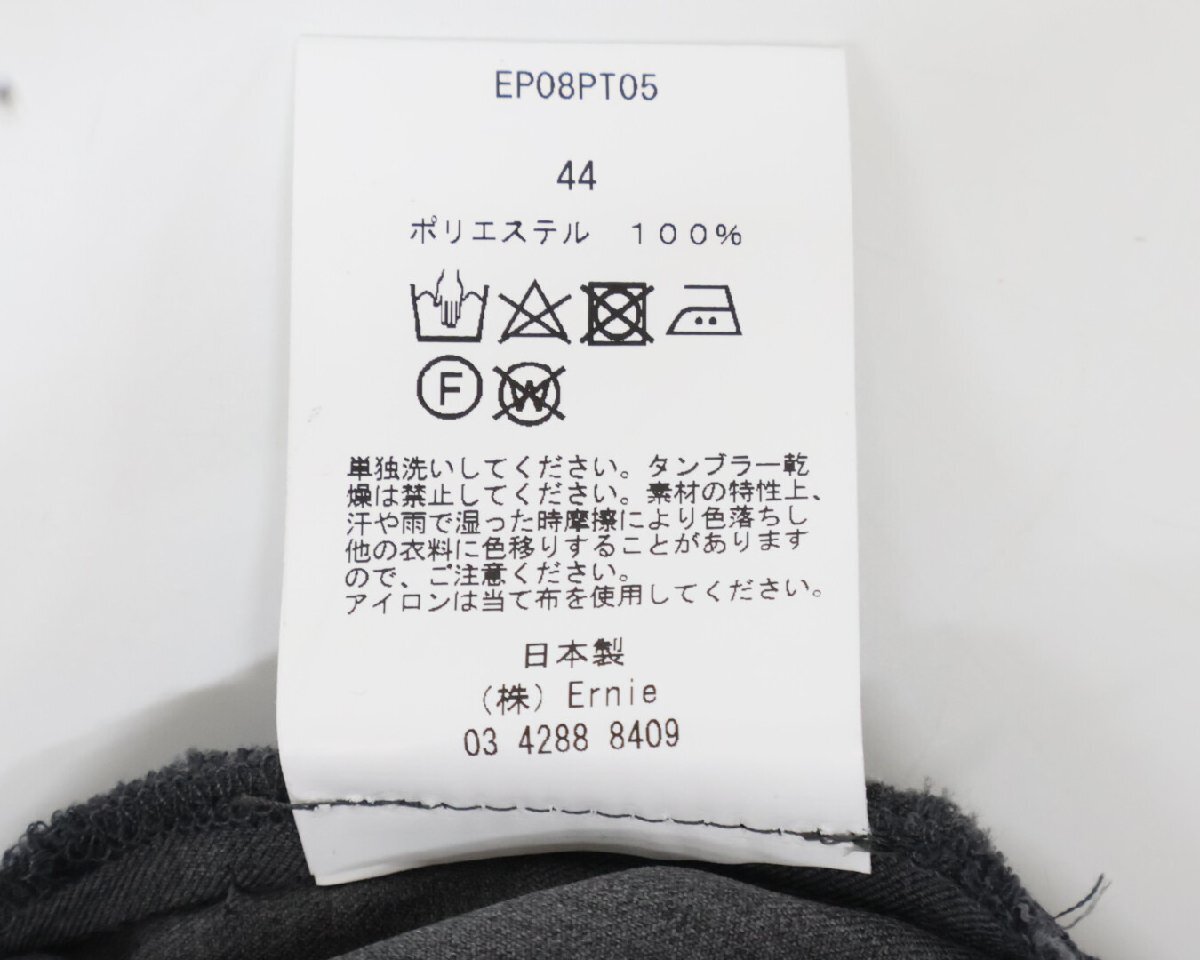 EP08PT05
44
ポリエステル　１００％
F
W
単独洗いしてください。タンブラー乾
燥は禁止してください。素材の特性上、
汗や雨で湿った時摩擦により色落ちし
他の衣料に色移りすることがあります
ので、ご注意ください。
アイロンは当て布を使用してください。
日本製
（株）Ernie
03 4288 8409